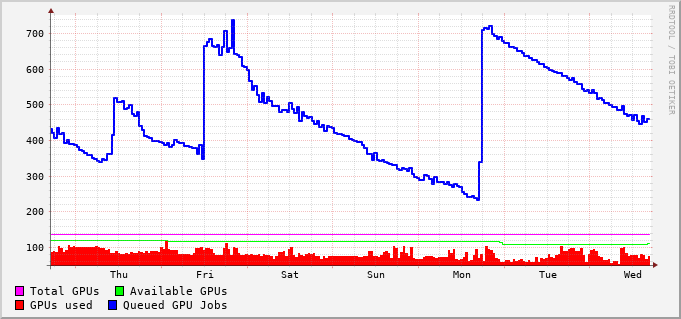 RRDTOOL / TOBI OETIKER
700
600
500
400
300
200
100
Thu Fri Sat Sun Mon Tue Wed
Total GPUs Available GPUs
GPUs used Queued GPU Jobs